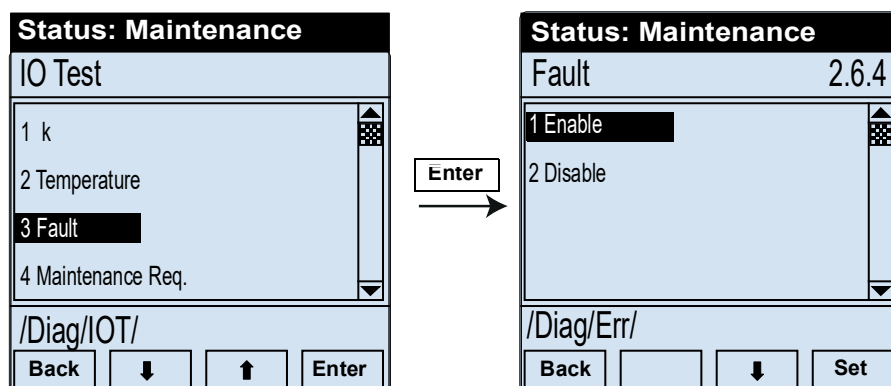 Status: Maintenance
IO Test
1 k
2 Temperature
3 Fault
4 Maintenance Req.
/Diag/IOT/
Back ⬇ ⬆ Enter
Enter
Status: Maintenance
Fault 2.6.4
1 Enable
2 Disable
/Diag/Err/
Back ⬇ Set